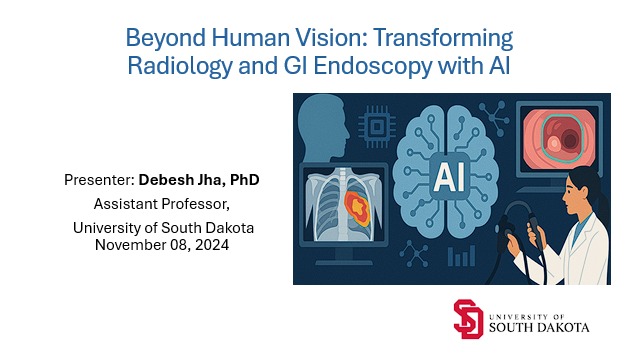 Beyond Human Vision: Transforming
Radiology and GI Endoscopy with AI
Presenter: Debesh Jha, PhD
Assistant Professor,
University of South Dakota
November 08, 2024
AI
SD
UNIVERSITY OF
SOUTH DAKOTA